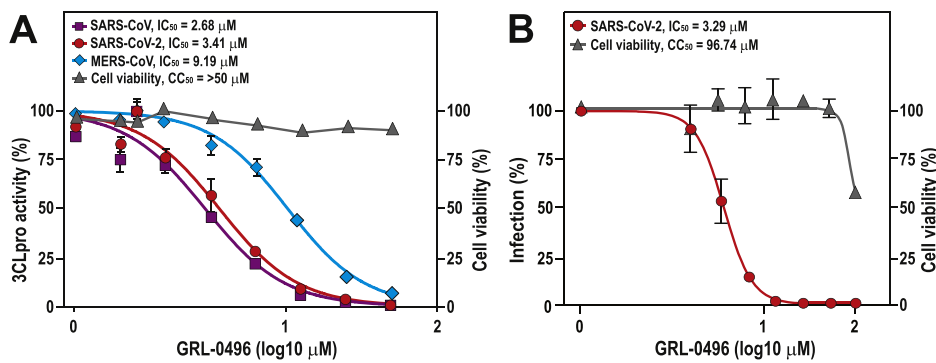 A
SARS-CoV, IC50 = 2.68 μM
SARS-CoV-2, IC50 = 3.41 μM
MERS-CoV, IC50 = 9.19 μM
Cell viability, CC50 = >50 μM
3CLpro activity (%)
100
75
50
25
0
100
75
50
25
0
Cell viability (%)
0 1 2
GRL-0496 (log10 μM)
B
SARS-CoV-2, IC50 = 3.29 μM
Cell viability, CC50 = 96.74 μM
Infection (%)
100
75
50
25
0
100
75
50
25
0
Cell viability (%)
0 1 2
GRL-0496 (log10 μM)